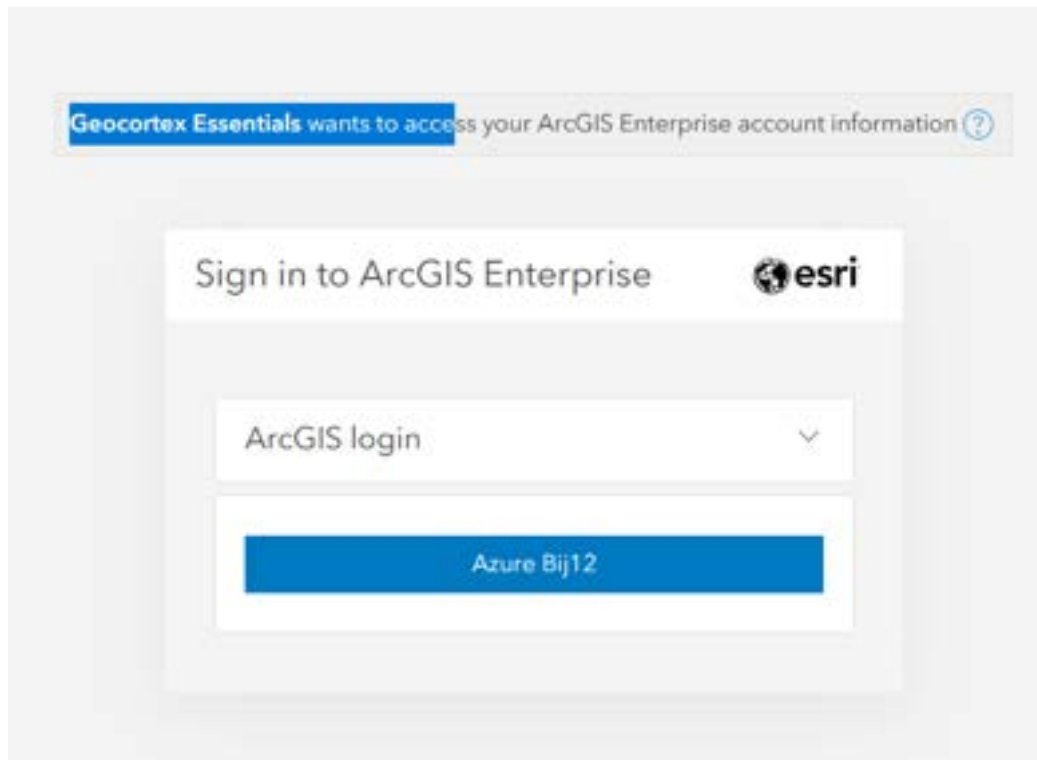 Geocortex Essentials wants to access your ArcGIS Enterprise account information ?
Sign in to ArcGIS Enterprise esri
ArcGIS login
Azure Bij12